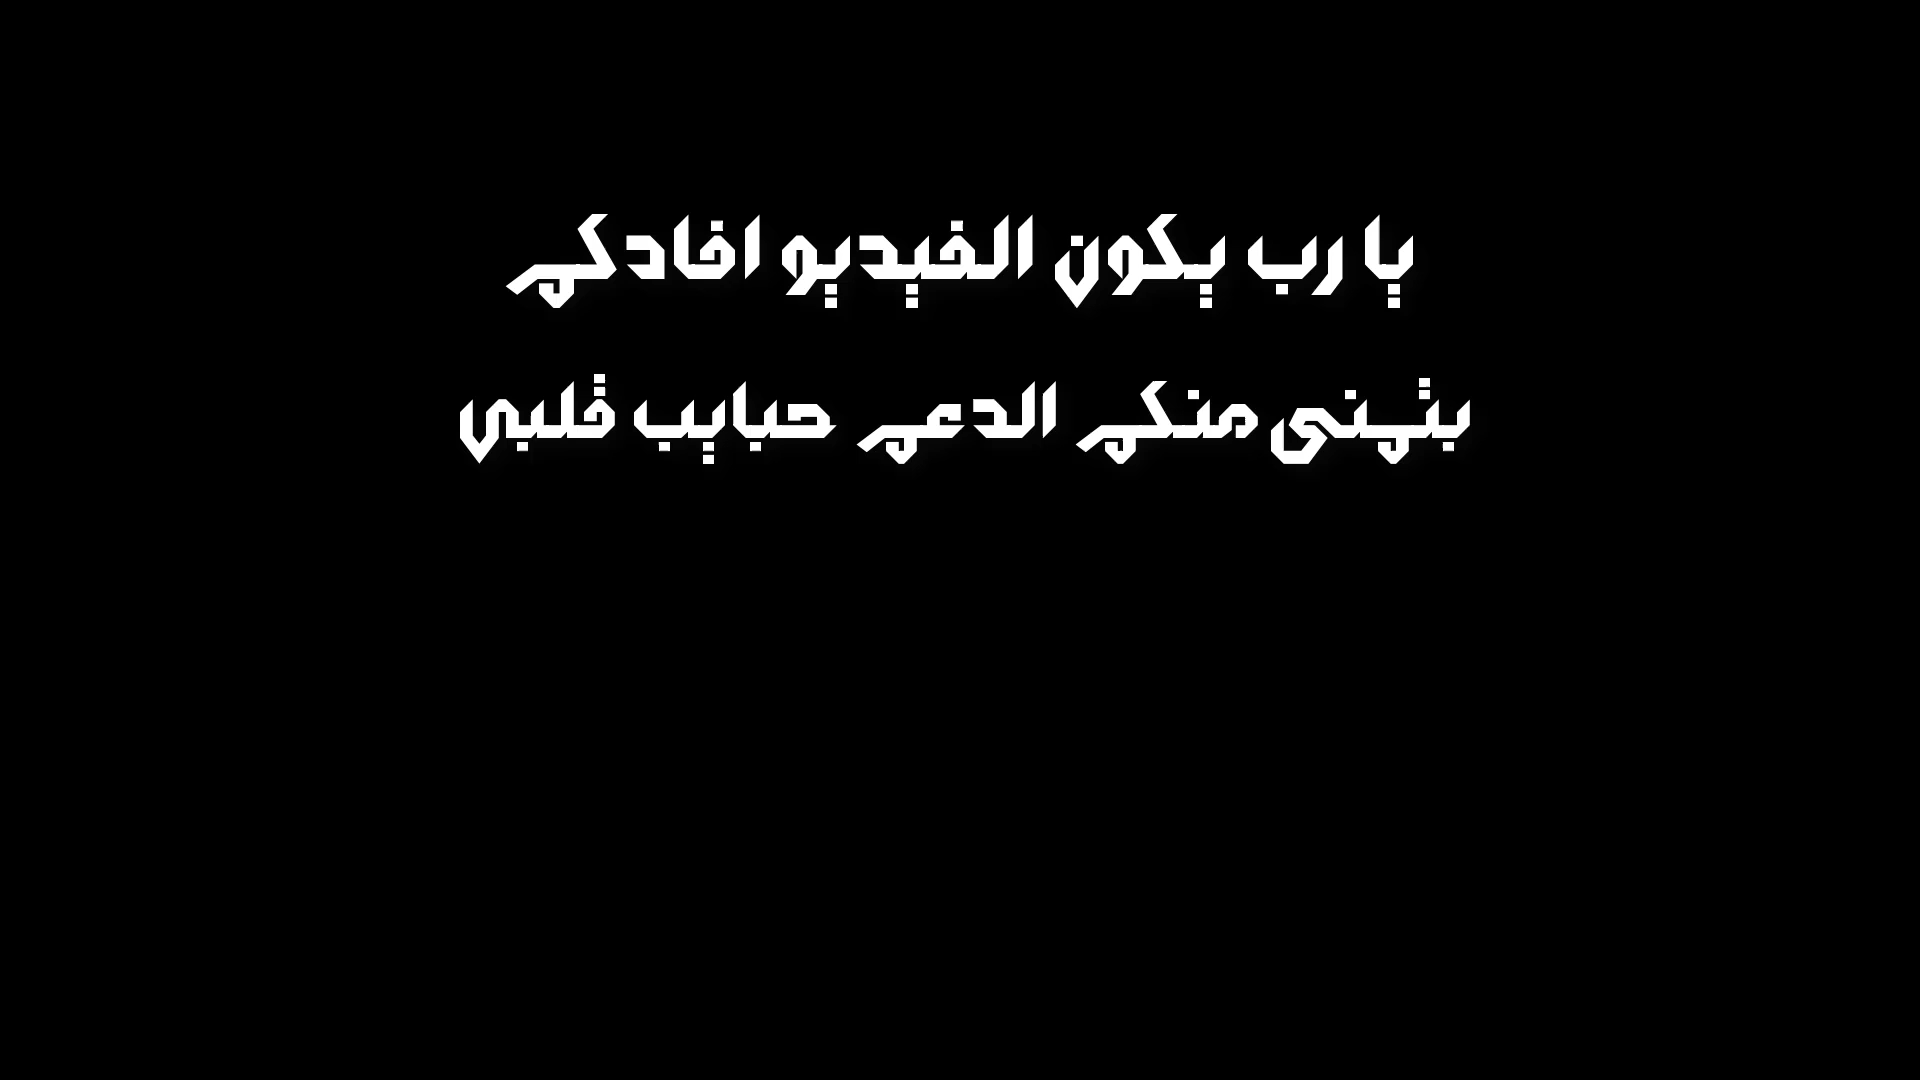 يا رب يكون الفيديو افادكم
بتمنى منكم الدعم حبايب قلبي